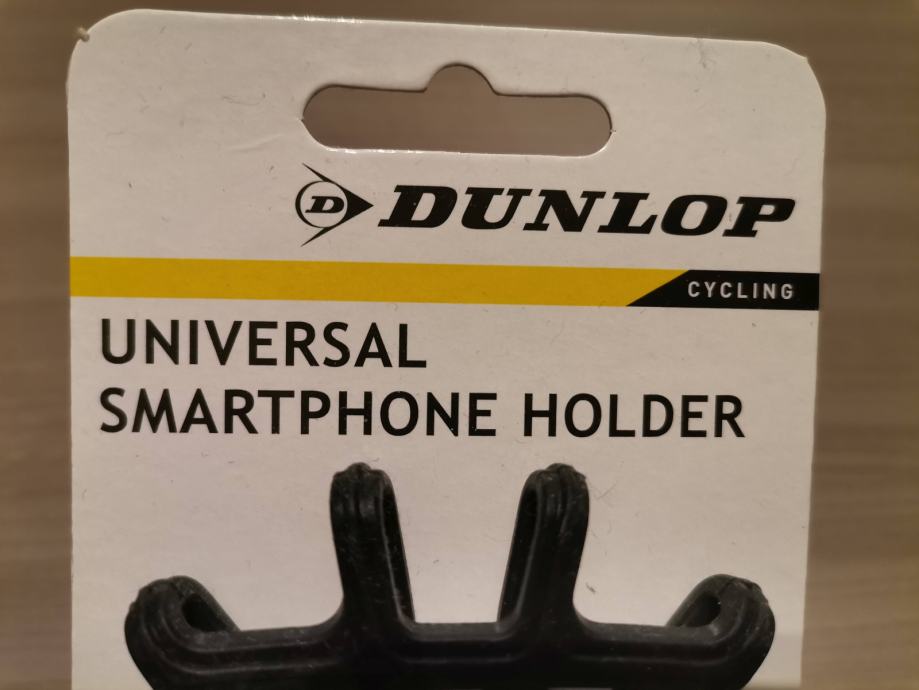 D DUNLOP
CYCLING
UNIVERSAL
SMARTPHONE HOLDER